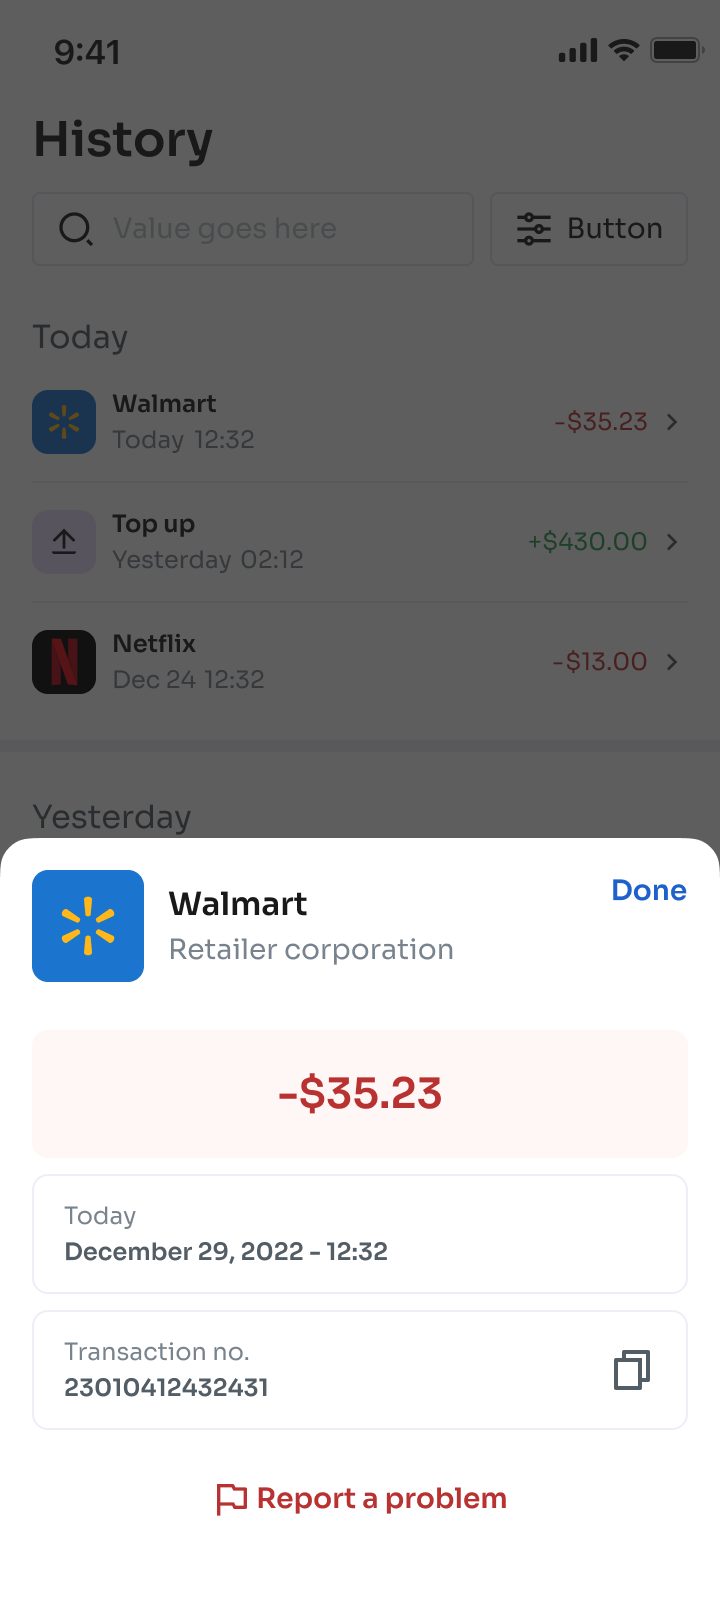 9:41
History
Value goes here
Button
Today
Walmart
Today 12:32
-$35.23
Top up
Yesterday 02:12
+$430.00
Netflix
Dec 24 12:32
-$13.00
Yesterday
Walmart
Done
Retailer corporation
-$35.23
Today
December 29, 2022 - 12:32
Transaction no.
23010412432431
Report a problem